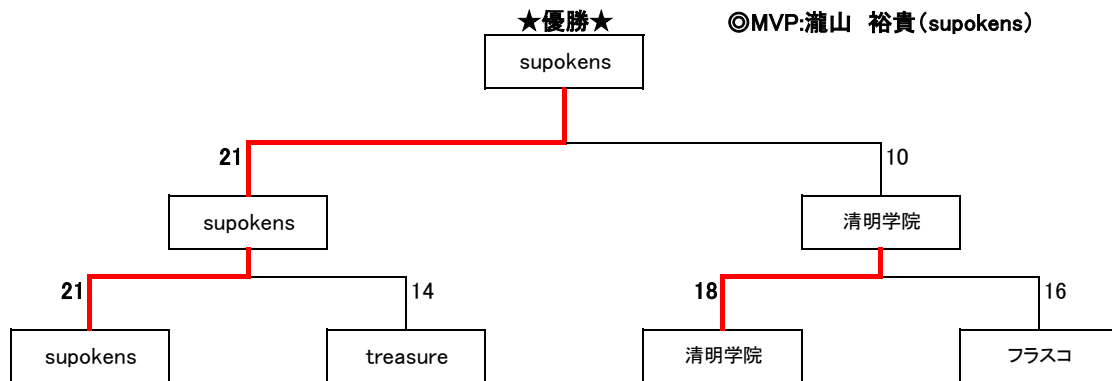 ★優勝★
◎MVP:瀧山　裕貴(supokens)
supokens
21
10
supokens
清明学院
21
14
18
16
supokens
treasure
清明学院
フラスコ